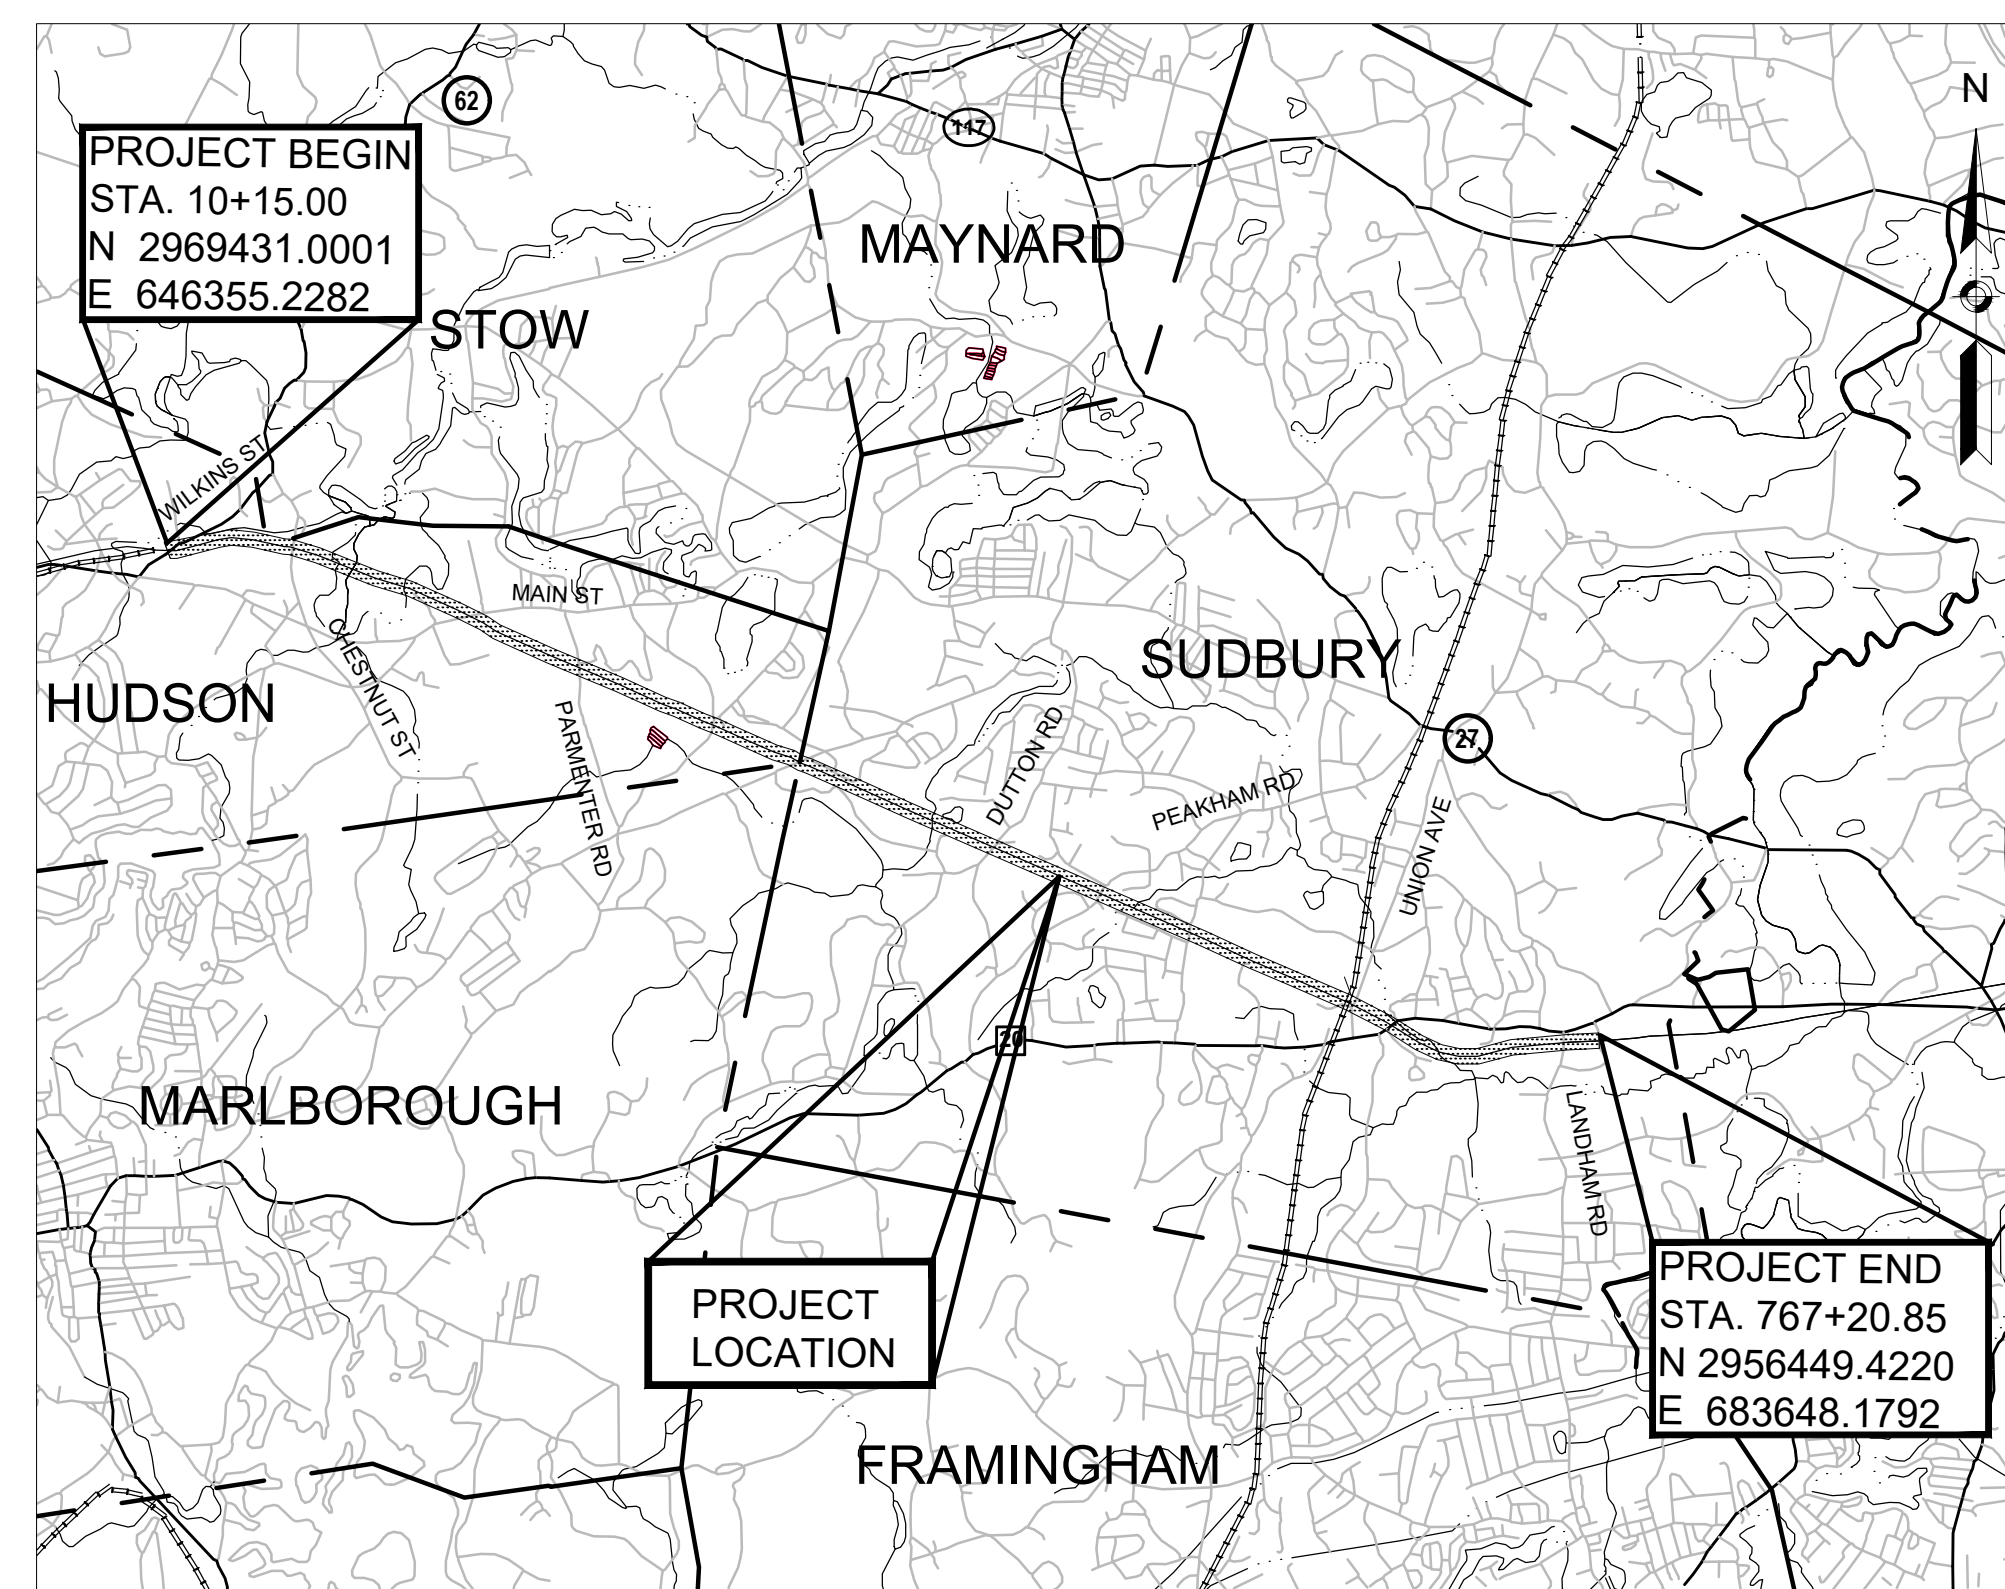 62
117
N
PROJECT BEGIN
STA. 10+15.00
N 2969431.0001
E 646355.2282
MAYNARD
STOW
WILKINS ST
MAIN ST
CHESTNUT ST
SUDBURY
HUDSON
PARMENTER RD
DUTTON RD
27
PEAKHAM RD
UNION AVE
20
MARLBOROUGH
LANDHAM RD
PROJECT
LOCATION
PROJECT END
STA. 767+20.85
N 2956449.4220
E 683648.1792
FRAMINGHAM